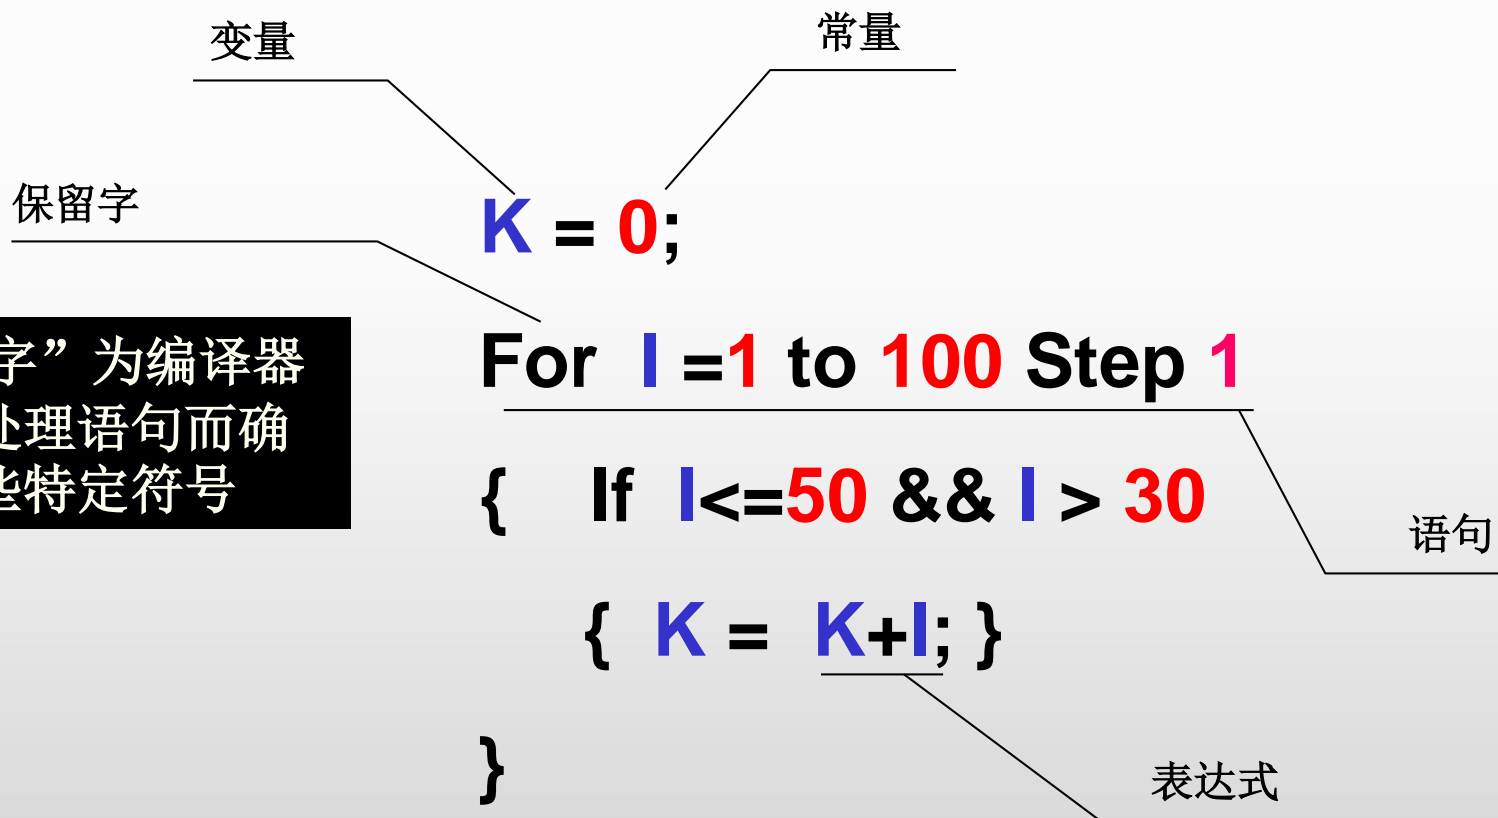 变量
常量
保留字
K = 0;
字”为编译器
处理语句而确
些特定符号
For I =1 to 100 Step 1
{ If I<=50 && I > 30
语句
{ K = K+I; }
}
表达式